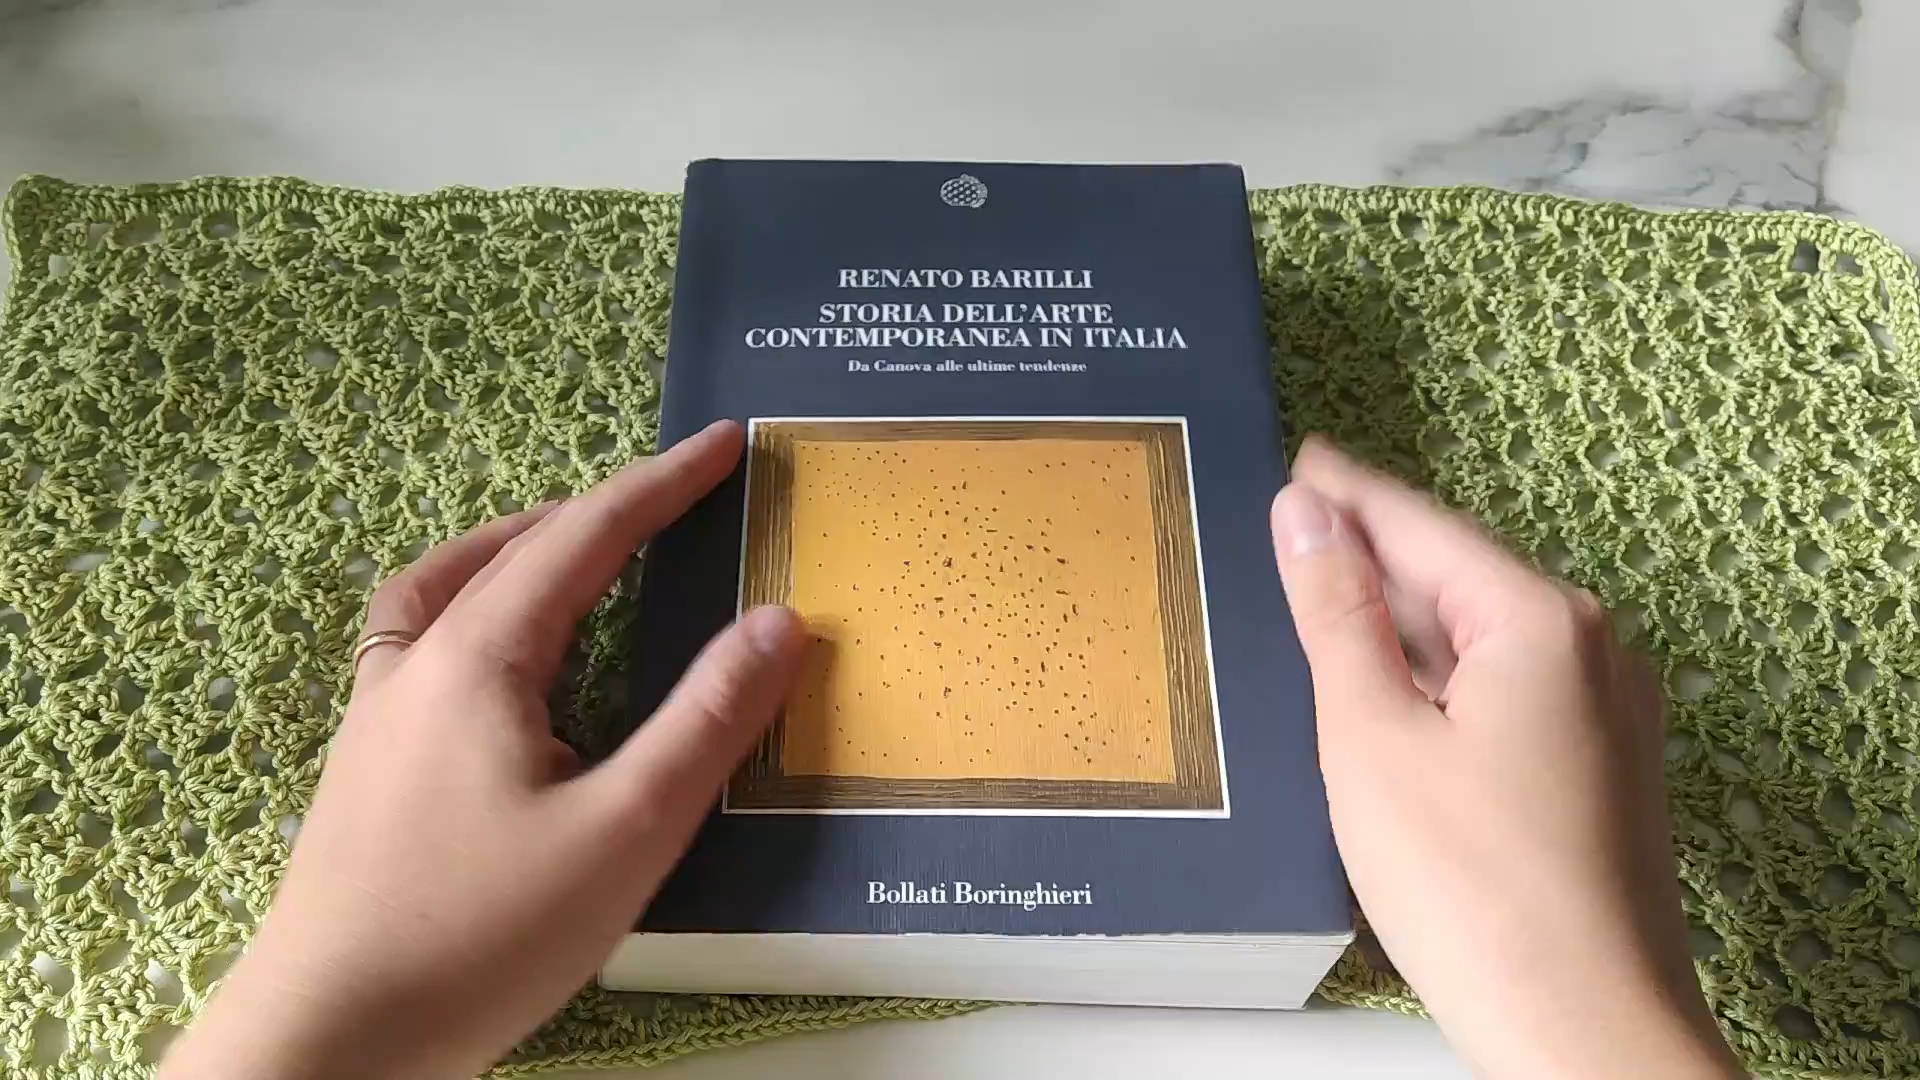 RENATO BARILLI
STORIA DELL'ARTE
CONTEMPORANEA IN ITALIA
Da Canova alle ultime tendenze
Bollati Boringhieri